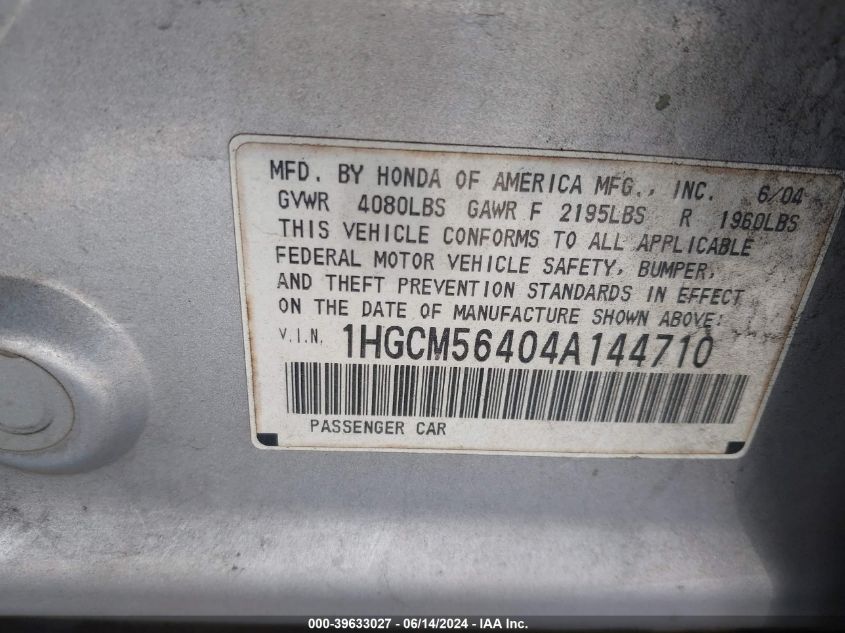 MFD. BY HONDA OF AMERICA MFG., INC. 6/04
GVWR 4080LBS GAWR F 2195LBS R 1960LBS
THIS VEHICLE CONFORMS TO ALL APPLICABLE
FEDERAL MOTOR VEHICLE SAFETY, BUMPER,
AND THEFT PREVENTION STANDARDS IN EFFECT
ON THE DATE OF MANUFACTURE SHOWN ABOVE:
V.I.N. 1HGCM56404A144710
PASSENGER CAR
000-39633027 - 06/14/2024 - IAA Inc.